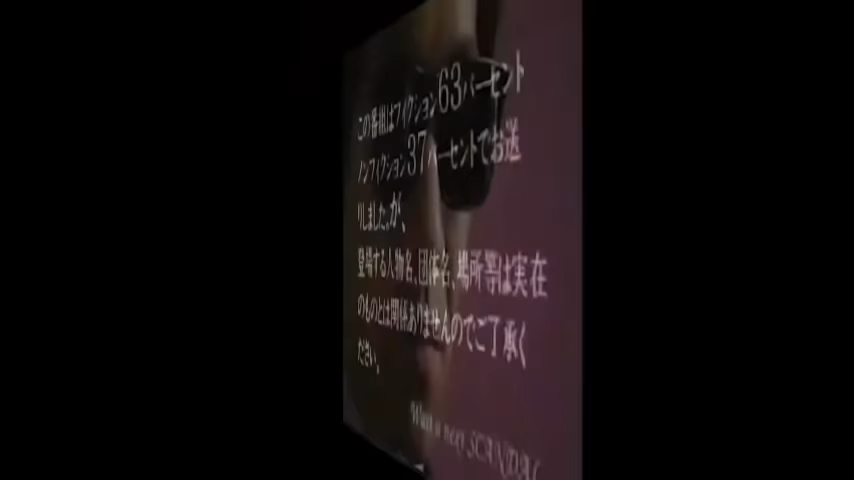 この番組はフィクション63パーセント
ノンフィクション37パーセントでお送
りしました。が、
登場する人物名、団体名、場所等は実在
のものとは関係ありませんのでご了承く
ださい。
next SCANDAL